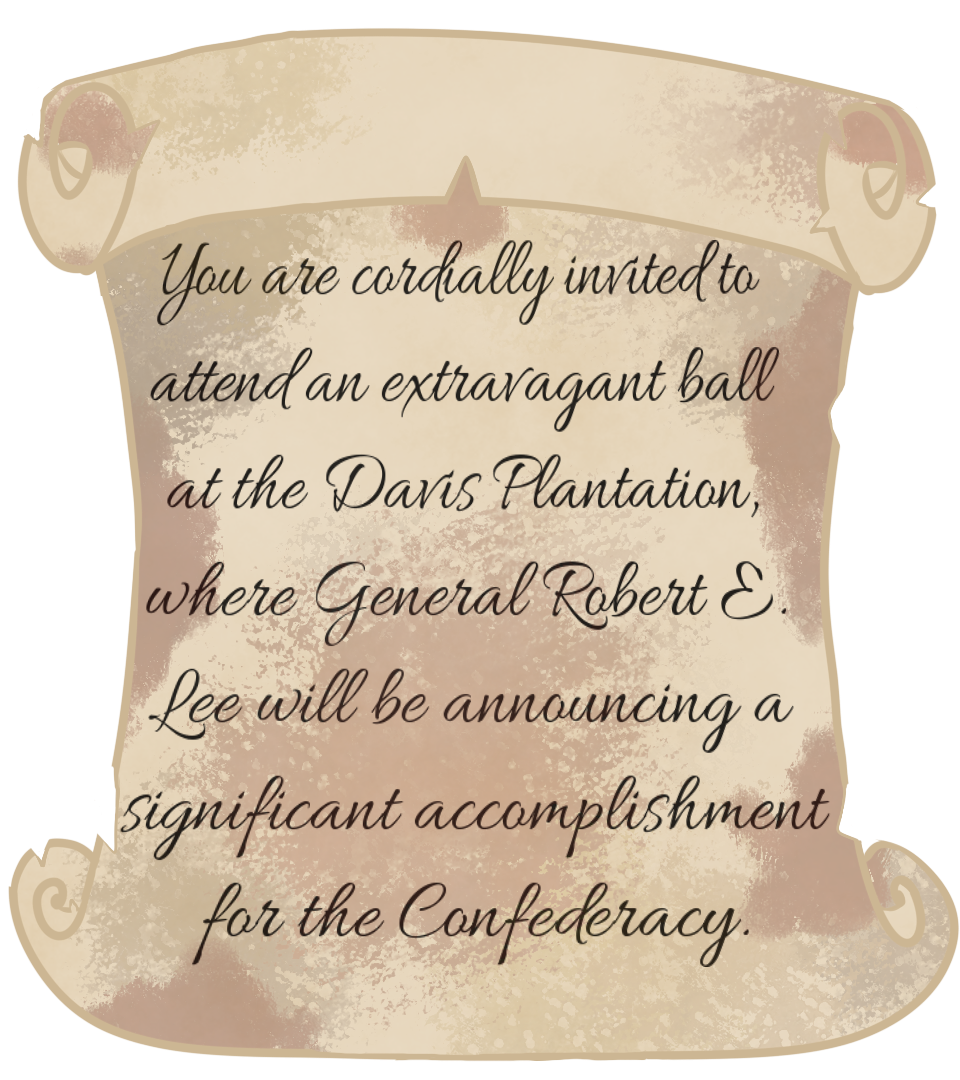 You are cordially invited to
attend an extravagant ball
at the Davis Plantation,
where General Robert E.
Lee will be announcing a
significant accomplishment
for the Confederacy.